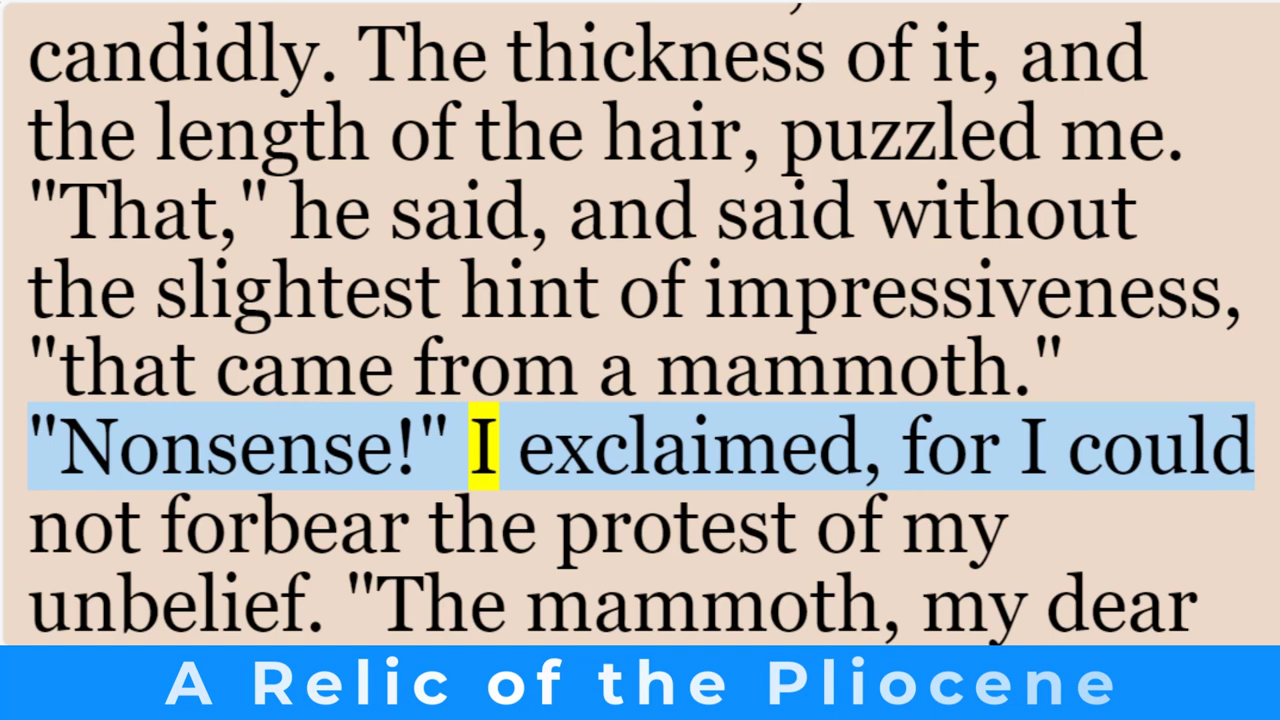 candidly. The thickness of it, and
the length of the hair, puzzled me.
"That," he said, and said without
the slightest hint of impressiveness,
"that came from a mammoth."
"Nonsense!" I exclaimed, for I could
not forbear the protest of my
unbelief. "The mammoth, my dear
A Relic of the Pliocene